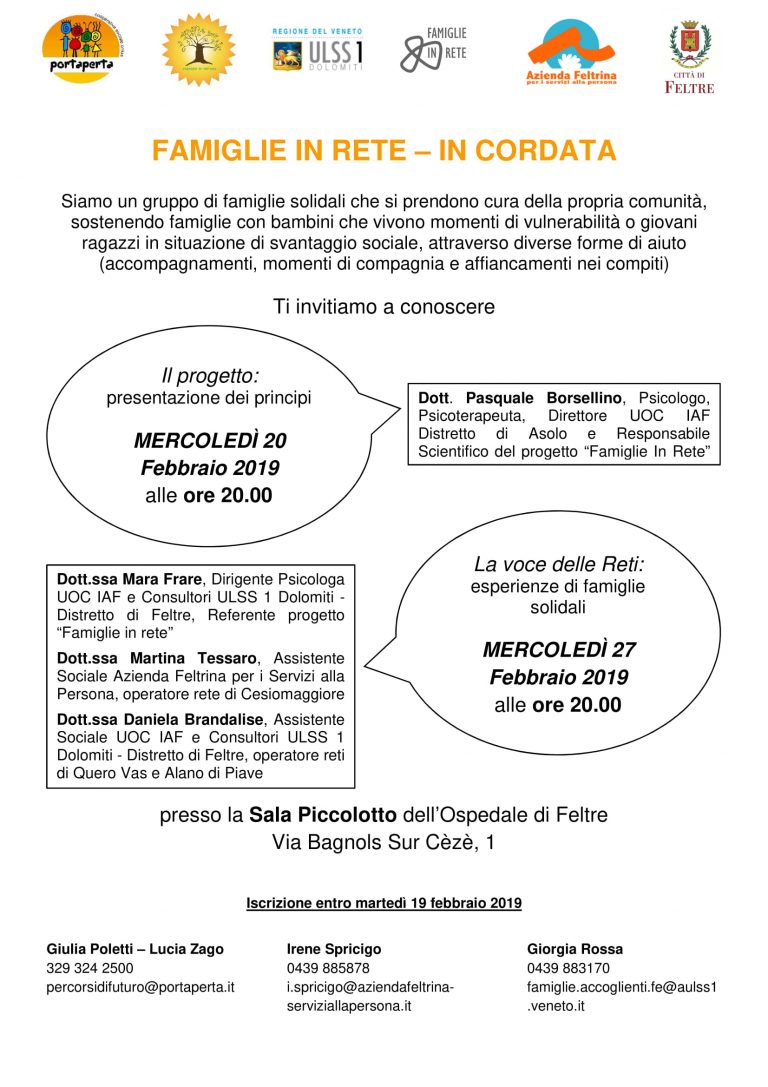 cooperativa sociale onlus
portaperta
REGIONE DEL VENETO
ULSS1
DOLOMITI
FAMIGLIE
IN
RETE
Azienda Feltrina
per i servizi alla persona
CITTÀ DI
FELTRE
FAMIGLIE IN RETE – IN CORDATA
Siamo un gruppo di famiglie solidali che si prendono cura della propria comunità,
sostenendo famiglie con bambini che vivono momenti di vulnerabilità o giovani
ragazzi in situazione di svantaggio sociale, attraverso diverse forme di aiuto
(accompagnamenti, momenti di compagnia e affiancamenti nei compiti)
Ti invitiamo a conoscere
Il progetto:
presentazione dei principi
MERCOLEDÌ 20
Febbraio 2019
alle ore 20.00
Dott. Pasquale Borsellino, Psicologo,
Psicoterapeuta, Direttore UOC IAF
Distretto di Asolo e Responsabile
Scientifico del progetto “Famiglie In Rete”
La voce delle Reti:
esperienze di famiglie
solidali
MERCOLEDÌ 27
Febbraio 2019
alle ore 20.00
Dott.ssa Mara Frare, Dirigente Psicologa
UOC IAF e Consultori ULSS 1 Dolomiti -
Distretto di Feltre, Referente progetto
“Famiglie in rete”
Dott.ssa Martina Tessaro, Assistente
Sociale Azienda Feltrina per i Servizi alla
Persona, operatore rete di Cesiomaggiore
Dott.ssa Daniela Brandalise, Assistente
Sociale UOC IAF e Consultori ULSS 1
Dolomiti - Distretto di Feltre, operatore reti
di Quero Vas e Alano di Piave
presso la Sala Piccolotto dell’Ospedale di Feltre
Via Bagnols Sur Cèzè, 1
Iscrizione entro martedì 19 febbraio 2019
Giulia Poletti – Lucia Zago
329 324 2500
percorsidifuturo@portaperta.it
Irene Spricigo
0439 885878
i.spricigo@aziendafeltrina-
serviziallapersona.it
Giorgia Rossa
0439 883170
famiglie.accoglienti.fe@aulss1
.veneto.it